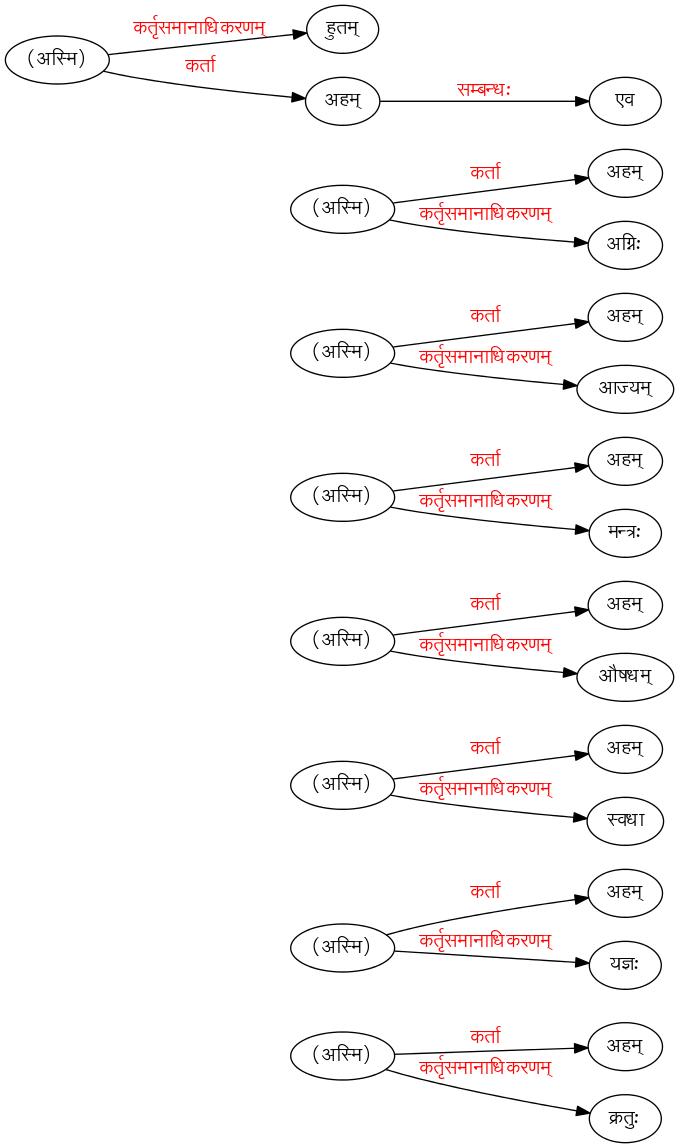 कर्तृसमानाधिकरणम्
हुतम्
(अस्मि)
कर्ता
अहम्
सम्बन्धः
एव
कर्ता
अहम्
(अस्मि)
कर्तृसमानाधिकरणम्
अग्निः
कर्ता
अहम्
(अस्मि)
कर्तृसमानाधिकरणम्
आज्यम्
कर्ता
अहम्
(अस्मि)
कर्तृसमानाधिकरणम्
मन्त्रः
कर्ता
अहम्
(अस्मि)
कर्तृसमानाधिकरणम्
औषधम्
कर्ता
अहम्
(अस्मि)
कर्तृसमानाधिकरणम्
स्वधा
कर्ता
अहम्
(अस्मि)
कर्तृसमानाधिकरणम्
यज्ञः
कर्ता
अहम्
(अस्मि)
कर्तृसमानाधिकरणम्
क्रतुः